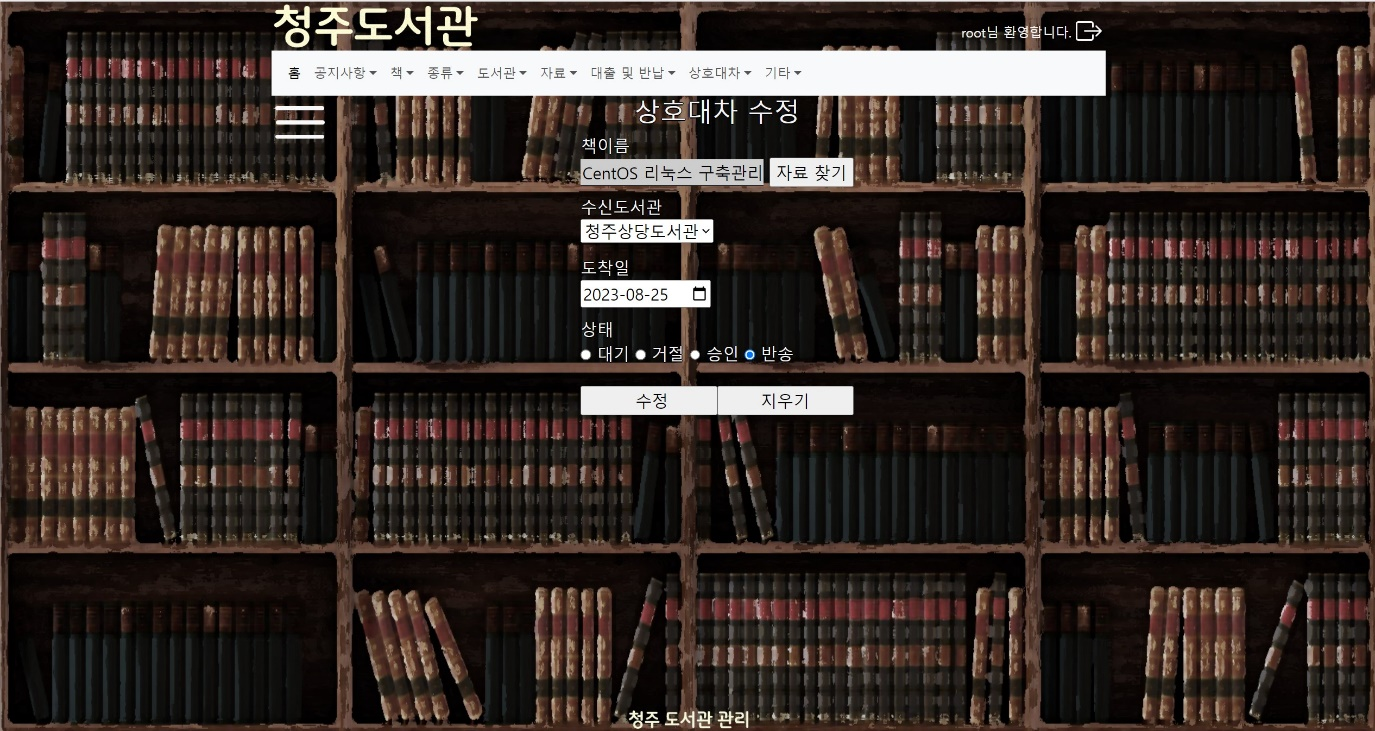 청주도서관
root님 환영합니다.
홈 공지사항 책 종류 도서관 자료 대출 및 반납 상호대차 기타
상호대차 수정
책이름
CentOS 리눅스 구축관리 자료 찾기
수신도서관
청주상당도서관
도착일
2023-08-25
상태
대기 거절 승인 반송
수정 지우기
청주 도서관 관리